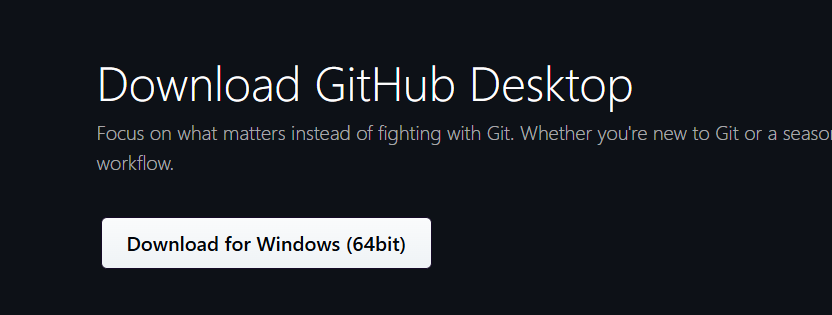 Download GitHub Desktop
Focus on what matters instead of fighting with Git. Whether you're new to Git or a
workflow.
Download for Windows (64bit)